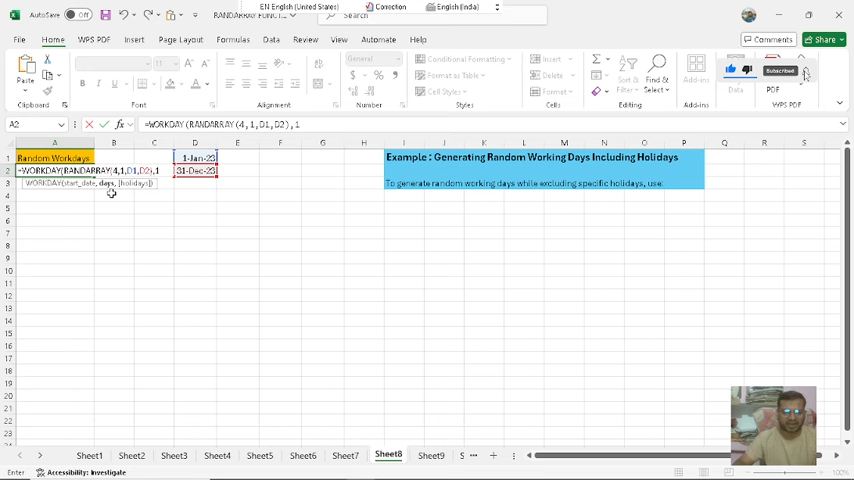 EN English (United States) Correction English (India)
AutoSave Off RANDARRAY FUNCT... Search
File Home WPS PDF Insert Page Layout Formulas Data Review View Automate Help Comments Share
General
Paste
B I U
Conditional Formatting
Format as Table
Cell Styles
Insert
Delete
Format
Sort & Filter
Find & Select
Add-ins
Data
PDF
Subscribed
Clipboard Font Alignment Number Styles Cells Editing Add-ins WPS PDF
A2 fx =WORKDAY(RANDARRAY(4,1,D1,D2),1
A B C D E F G H I J K L M N O P Q R S
1 Random Workdays 1-Jan-23 Example : Generating Random Working Days Including Holidays
2 =WORKDAY(RANDARRAY(4,1,D1,D2),1 31-Dec-23
3 WORKDAY(start_date, days, [holidays]) To generate random working days while excluding specific holidays, use:
4
5
6
7
8
9
10
11
12
13
14
15
16
17
18
19
20
21
22
23
Sheet1 Sheet2 Sheet3 Sheet4 Sheet5 Sheet6 Sheet7 Sheet8 Sheet9 S ...
Enter Accessibility: Investigate 100%